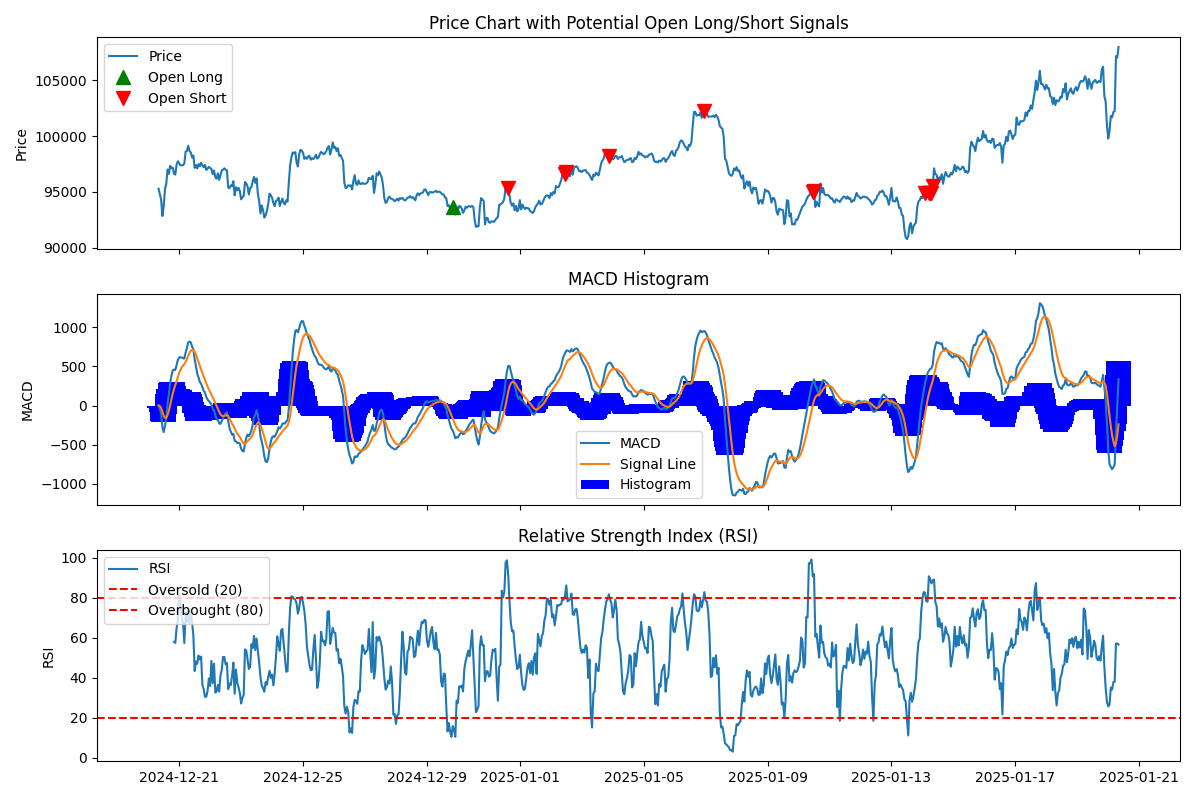 Price Chart with Potential Open Long/Short Signals
Price
Open Long
Open Short
Price
105000
100000
95000
90000
MACD Histogram
MACD
1000
500
0
−500
−1000
MACD
Signal Line
Histogram
Relative Strength Index (RSI)
RSI
100
80
60
40
20
0
RSI
Oversold (20)
Overbought (80)
2024-12-21
2024-12-25
2024-12-29
2025-01-01
2025-01-05
2025-01-09
2025-01-13
2025-01-17
2025-01-21